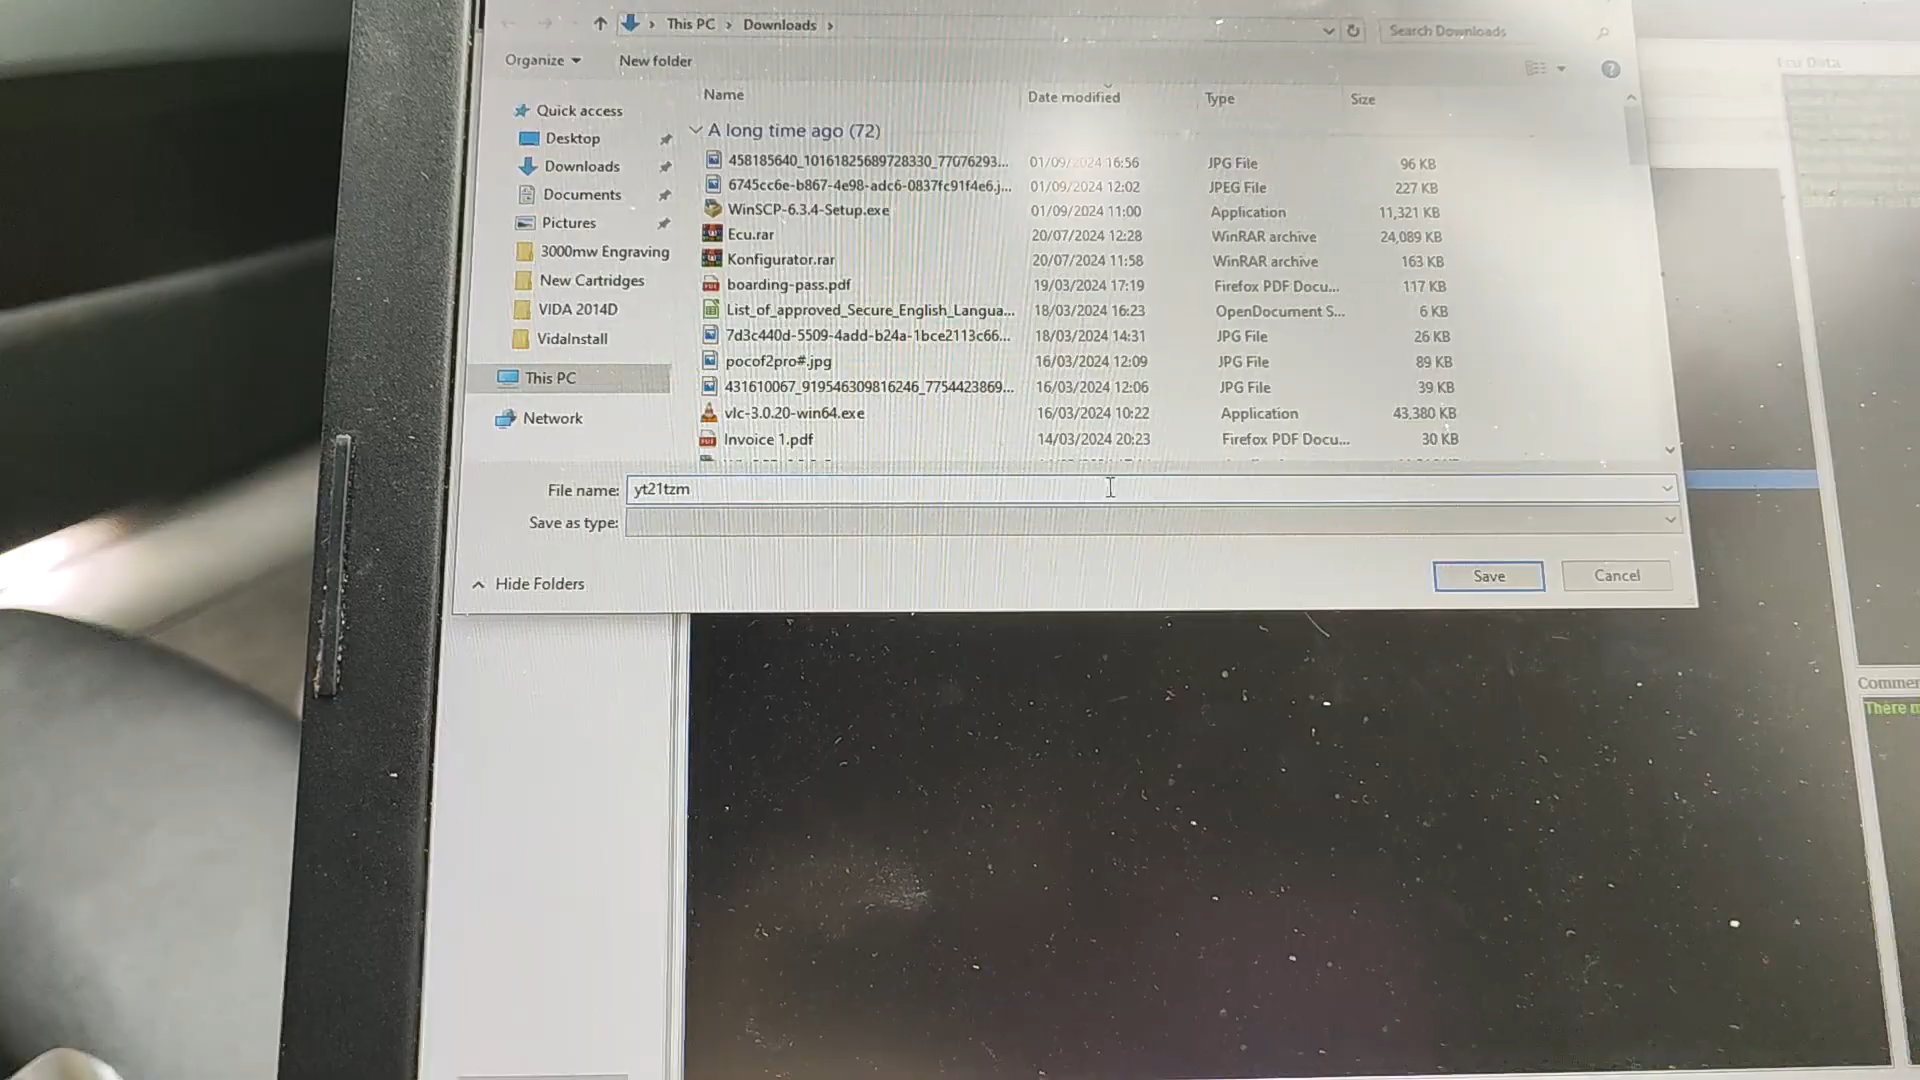 This PC > Downloads >
Search Downloads
Organize
New folder
Ecu Data
Name
Date modified
Type
Size
Quick access
Desktop
Downloads
Documents
Pictures
3000mw Engraving
New Cartridges
VIDA 2014D
VidaInstall
This PC
Network
A long time ago (72)
458185640_10161825689728330_77076293... 01/09/2024 16:56 JPG File 96 KB
6745cc6e-b867-4e98-adc6-0837fc91f4e6.j... 01/09/2024 12:02 JPEG File 227 KB
WinSCP-6.3.4-Setup.exe 01/09/2024 11:00 Application 11,321 KB
Ecu.rar 20/07/2024 12:28 WinRAR archive 24,089 KB
Konfigurator.rar 20/07/2024 11:58 WinRAR archive 163 KB
boarding-pass.pdf 19/03/2024 17:19 Firefox PDF Docu... 117 KB
List_of_approved_Secure_English_Langua... 18/03/2024 16:23 OpenDocument S... 6 KB
7d3c440d-5509-4add-b24a-1bce2113c66... 18/03/2024 14:31 JPG File 26 KB
pocof2pro#.jpg 16/03/2024 12:09 JPG File 89 KB
431610067_919546309816246_7754423869... 16/03/2024 12:06 JPG File 39 KB
vlc-3.0.20-win64.exe 16/03/2024 10:22 Application 43,380 KB
Invoice 1.pdf 14/03/2024 20:23 Firefox PDF Docu... 30 KB
File name: yt21tzm
Save as type:
Hide Folders
Save
Cancel
Commen
There m